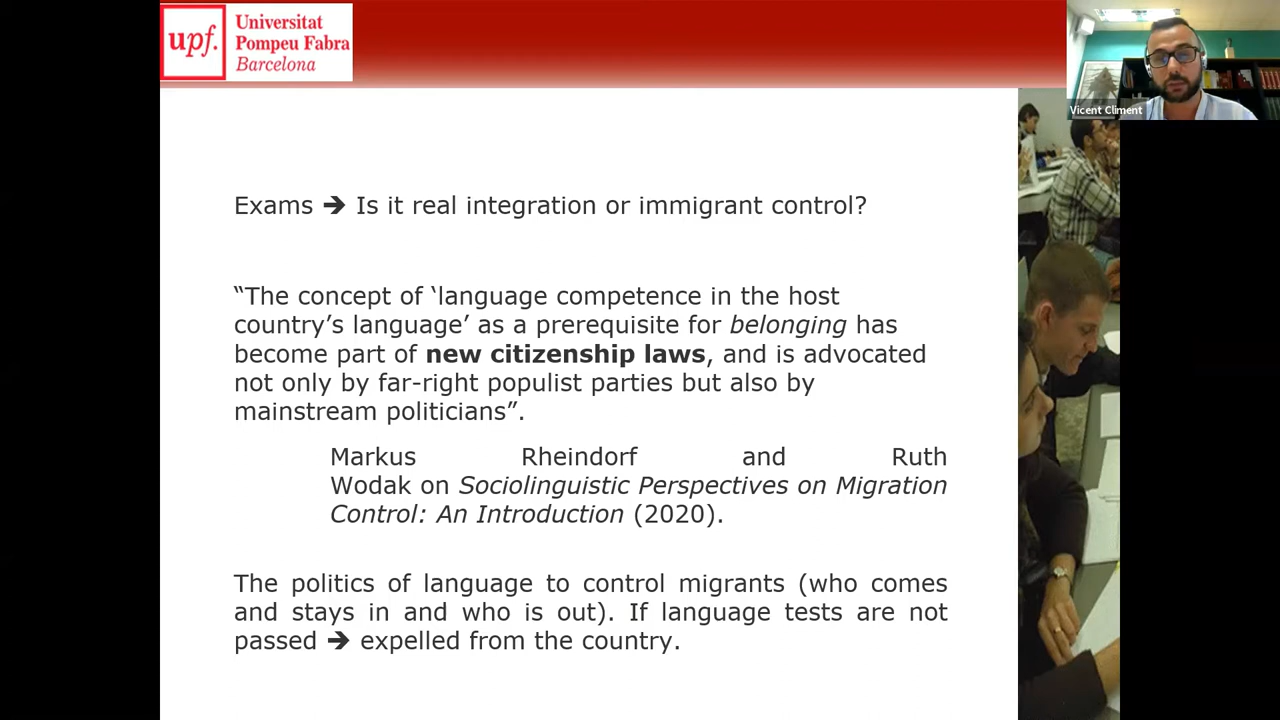 upf.
Universitat
Pompeu Fabra
Barcelona
Vicent Climent
Exams ➔ Is it real integration or immigrant control?
“The concept of ‘language competence in the host
country’s language’ as a prerequisite for belonging has
become part of new citizenship laws, and is advocated
not only by far-right populist parties but also by
mainstream politicians”.
Markus Rheindorf and Ruth
Wodak on Sociolinguistic Perspectives on Migration
Control: An Introduction (2020).
The politics of language to control migrants (who comes
and stays in and who is out). If language tests are not
passed ➔ expelled from the country.